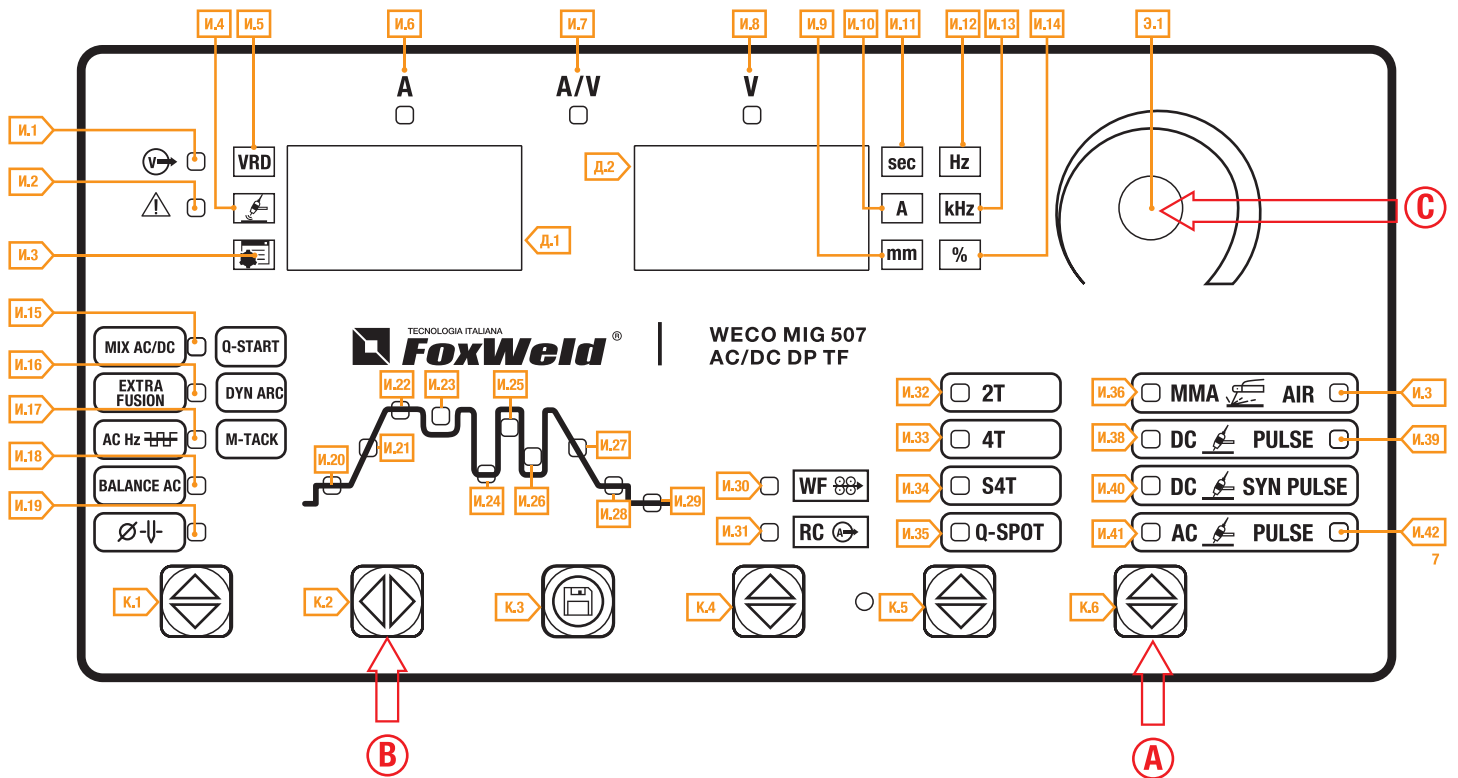 И.4
И.5
И.6
И.7
И.8
И.9
И.10
И.11
И.12
И.13
И.14
Э.1
A
A/V
V
И.1
V
VRD
sec
Hz
Д.2
И.2
A
kHz
C
И.3
Д.1
mm
%
И.15
MIX AC/DC
Q-START
TECNOLOGIA ITALIANA
FoxWeld®
WECO MIG 507
AC/DC DP TF
И.16
EXTRA
FUSION
DYN ARC
И.22
И.23
И.25
И.32
2T
И.36
MMA
AIR
И.3
И.17
AC Hz
M-TACK
И.21
И.27
И.33
4T
И.38
DC
PULSE
И.39
И.18
BALANCE AC
И.20
И.24
И.26
И.28
И.29
И.30
WF
И.34
S4T
И.40
DC
SYN PULSE
И.19
Ø
И.31
RC
A
И.35
Q-SPOT
И.41
AC
PULSE
И.42
7
К.1
К.2
К.3
К.4
К.5
К.6
B
A